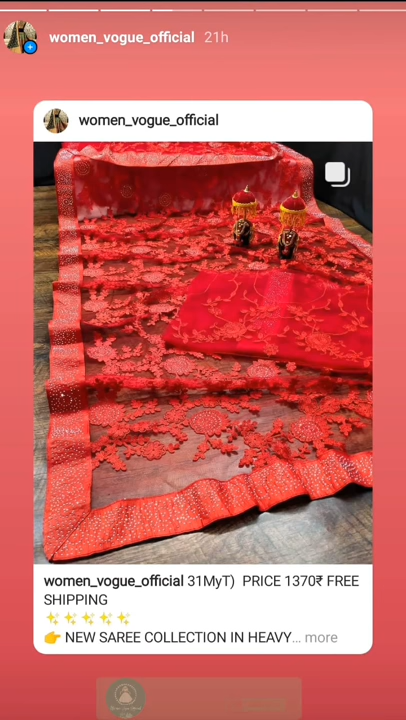 women_vogue_official 21h
women_vogue_official
women_vogue_official 31MyT) PRICE 1370₹ FREE
SHIPPING
✨✨✨✨✨
👉 NEW SAREE COLLECTION IN HEAVY... more